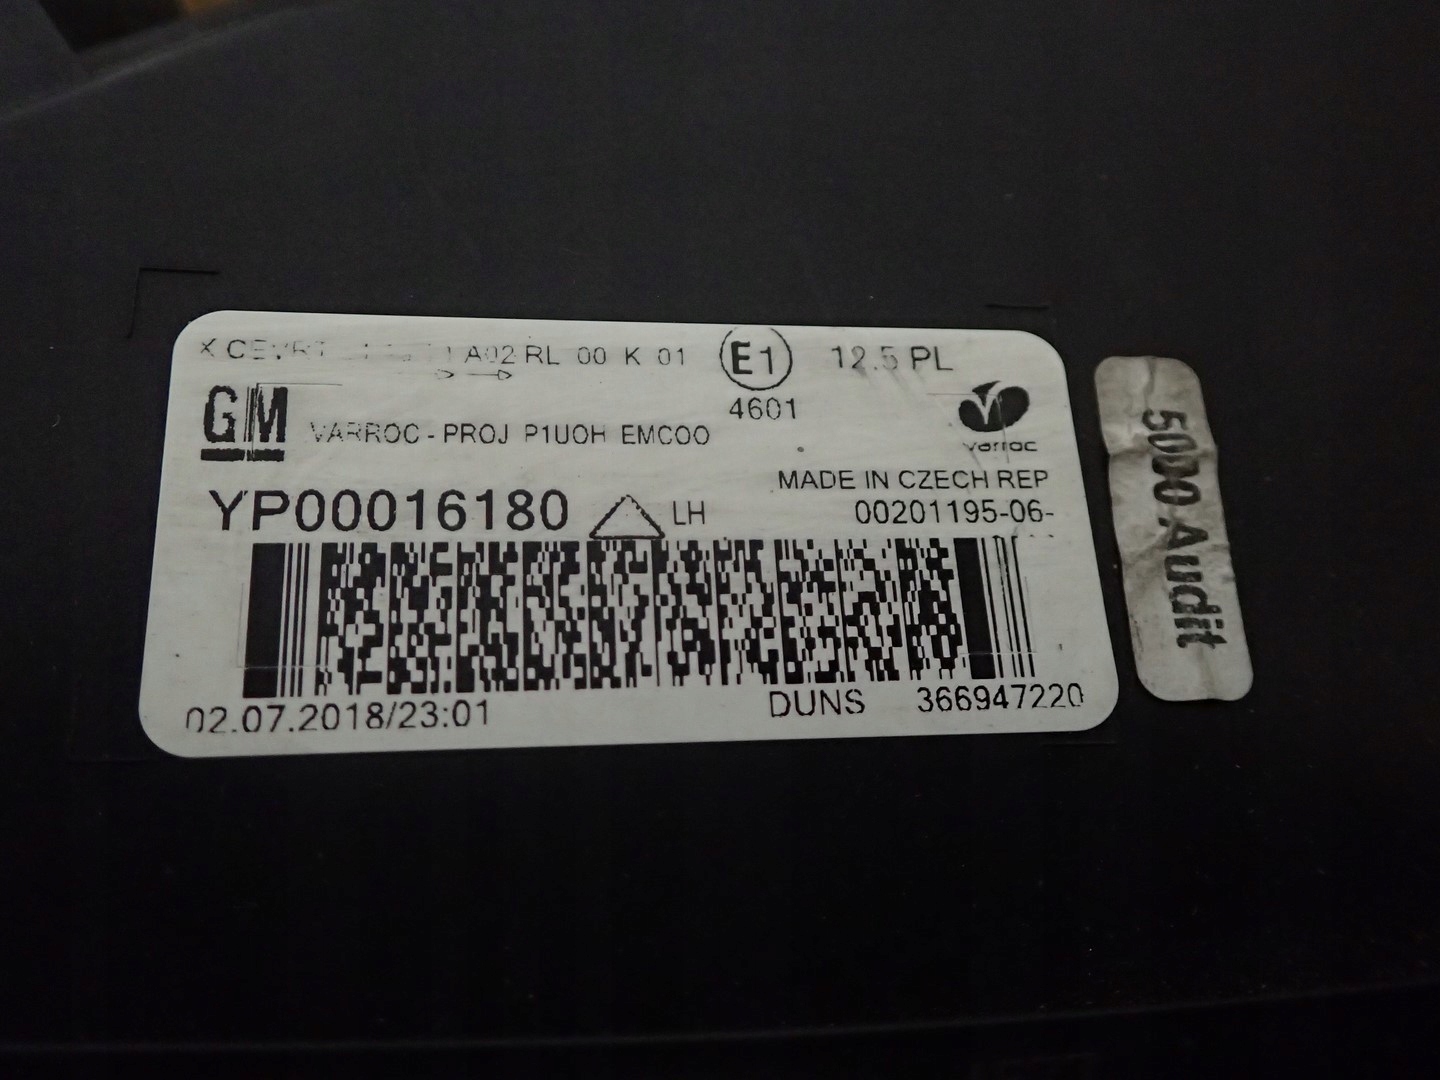 A02 RL 00 K 01 E1 12.5 PL
4601
GM
VARROC - PROJ P1UOH EMCOO
varroc
MADE IN CZECH REP
YP00016180 LH
00201195-06-
02.07.2018/23:01
DUNS 366947220
5000 Audit